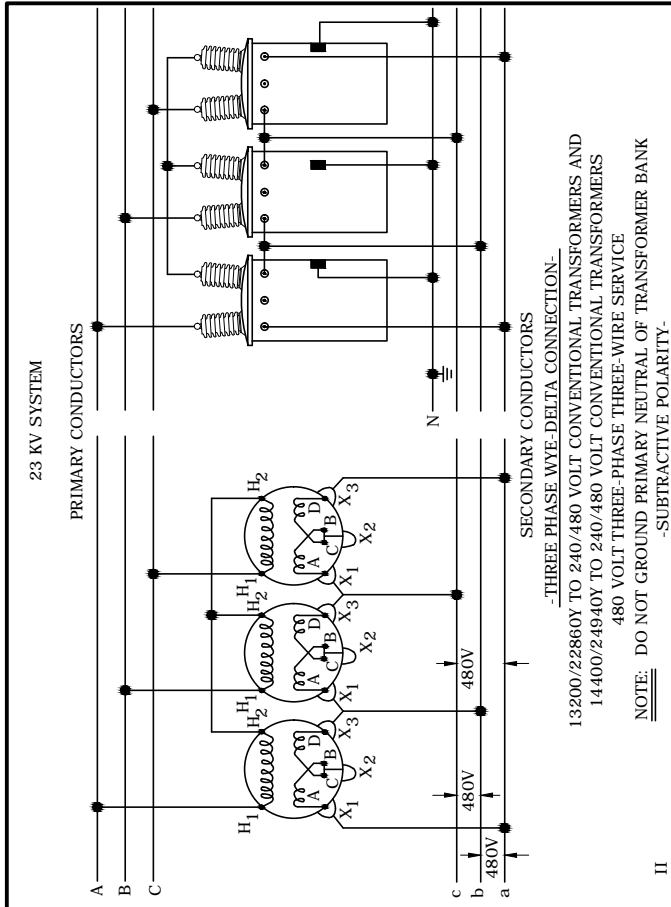 23 KV SYSTEM
PRIMARY CONDUCTORS
A
B
C
H1
H2
H1
H2
H1
H2
A
D
C
B
X1
X2
X3
A
D
C
B
X1
X2
X3
A
D
C
B
X1
X2
X3
N
c
b
a
480V
480V
480V
SECONDARY CONDUCTORS
-THREE PHASE WYE-DELTA CONNECTION-
13200/22860Y TO 240/480 VOLT CONVENTIONAL TRANSFORMERS AND
14400/24940Y TO 240/480 VOLT CONVENTIONAL TRANSFORMERS
480 VOLT THREE-PHASE THREE-WIRE SERVICE
NOTE: DO NOT GROUND PRIMARY NEUTRAL OF TRANSFORMER BANK
-SUBTRACTIVE POLARITY-
II